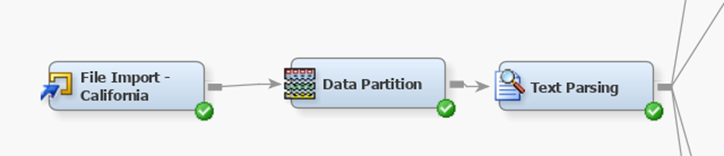 File Import -
California
Data Partition
Text Parsing